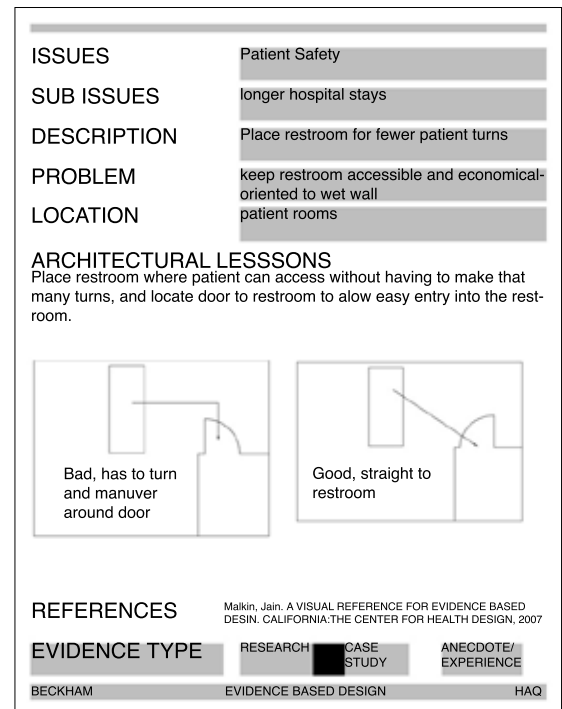 ISSUES
Patient Safety
SUB ISSUES
longer hospital stays
DESCRIPTION
Place restroom for fewer patient turns
PROBLEM
keep restroom accessible and economical-
oriented to wet wall
LOCATION
patient rooms
ARCHITECTURAL LESSSONS
Place restroom where patient can access without having to make that
many turns, and locate door to restroom to alow easy entry into the rest-
room.
Bad, has to turn
and manuver
around door
Good, straight to
restroom
REFERENCES
Malkin, Jain. A VISUAL REFERENCE FOR EVIDENCE BASED
DESIN. CALIFORNIA:THE CENTER FOR HEALTH DESIGN, 2007
EVIDENCE TYPE
RESEARCH
CASE
STUDY
ANECDOTE/
EXPERIENCE
BECKHAM EVIDENCE BASED DESIGN HAQ